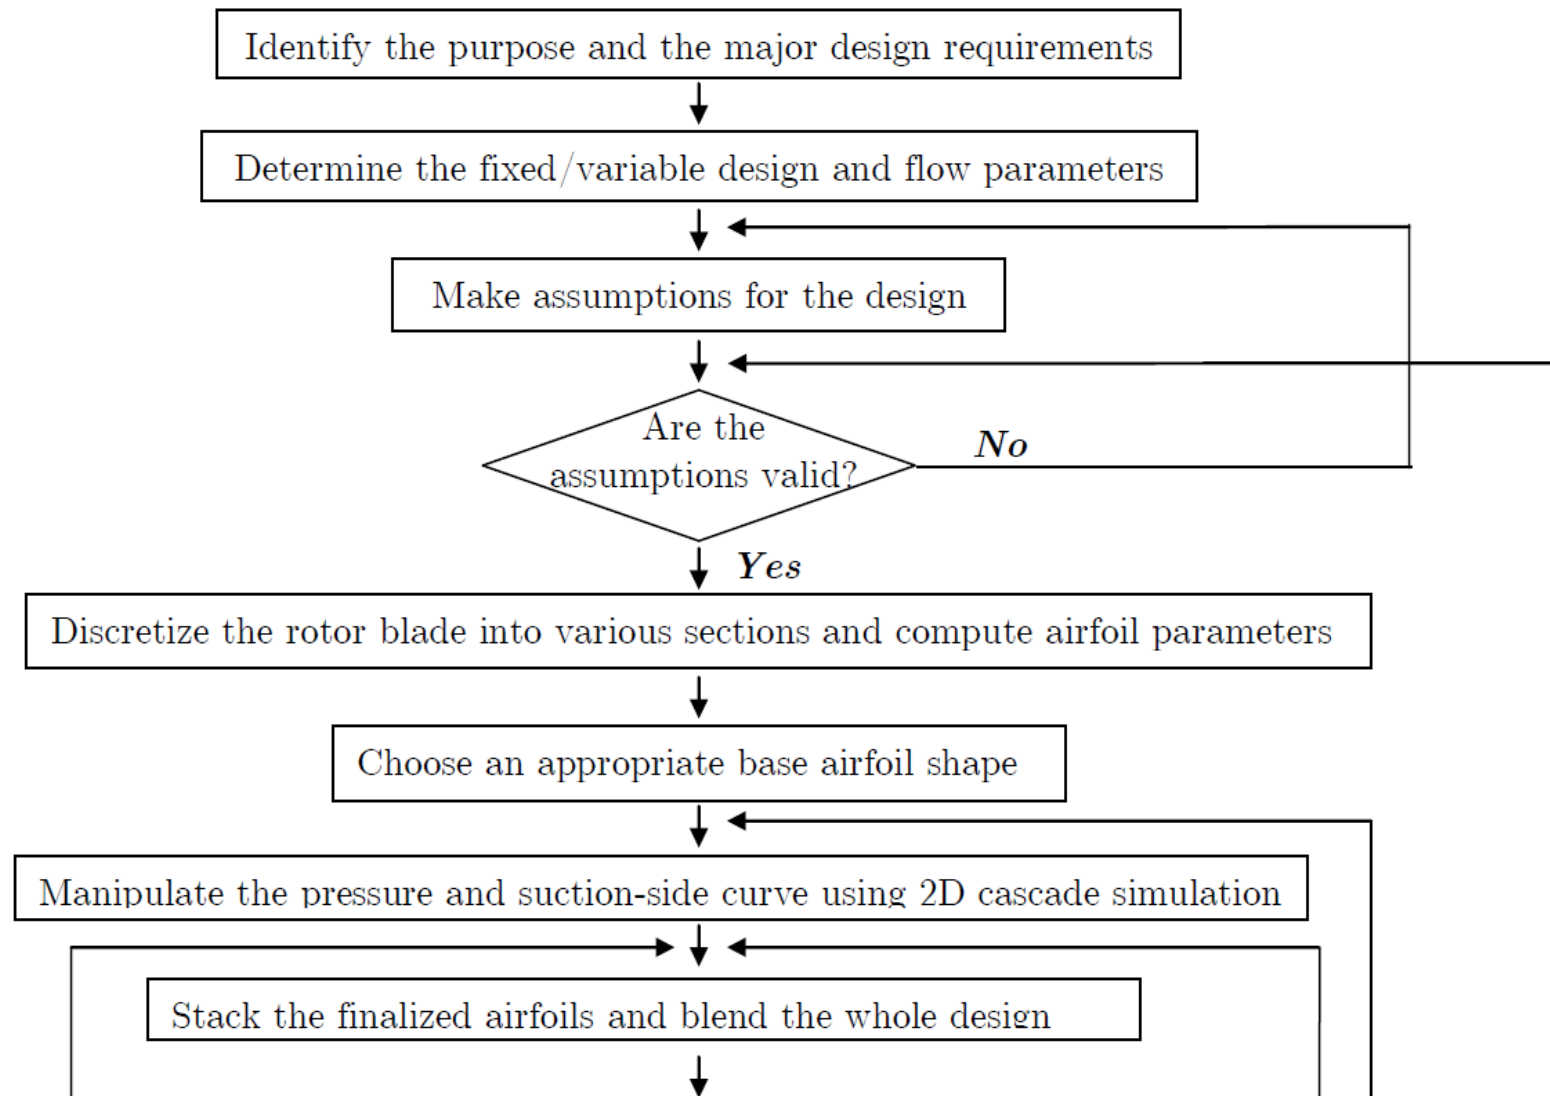 Identify the purpose and the major design requirements
Determine the fixed/variable design and flow parameters
Make assumptions for the design
Are the
assumptions valid?
No
Yes
Discretize the rotor blade into various sections and compute airfoil parameters
Choose an appropriate base airfoil shape
Manipulate the pressure and suction-side curve using 2D cascade simulation
Stack the finalized airfoils and blend the whole design